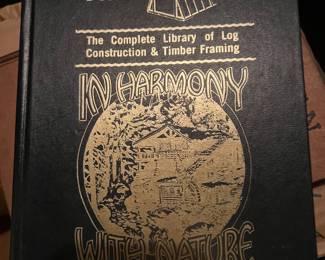 The Complete Library of Log
Construction & Timber Framing
IN HARMONY
WITH NATURE